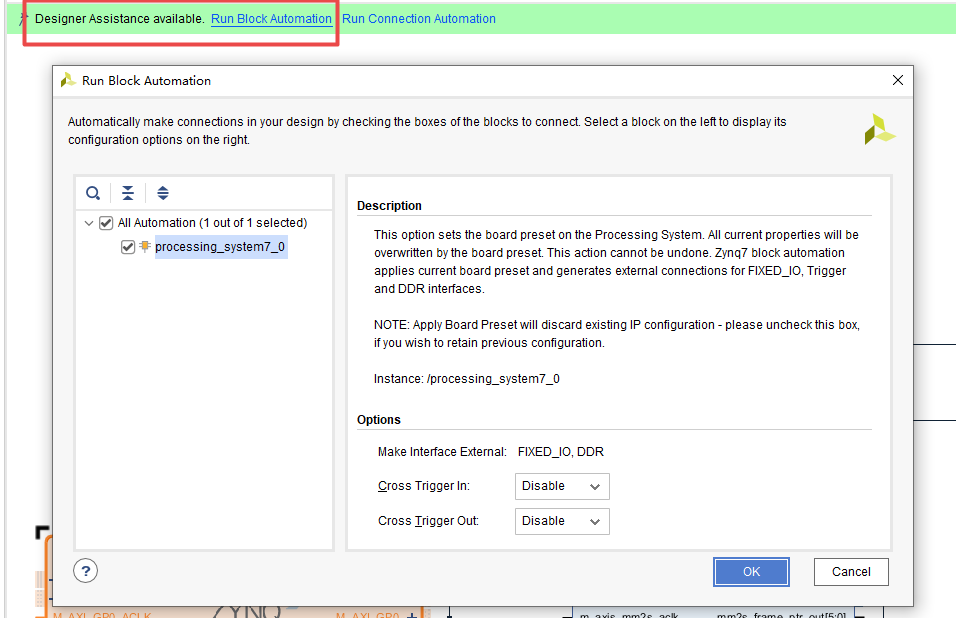 Designer Assistance available. Run Block Automation Run Connection Automation
Run Block Automation
Automatically make connections in your design by checking the boxes of the blocks to connect. Select a block on the left to display its
configuration options on the right.
All Automation (1 out of 1 selected)
processing_system7_0
Description
This option sets the board preset on the Processing System. All current properties will be
overwritten by the board preset. This action cannot be undone. Zynq7 block automation
applies current board preset and generates external connections for FIXED_IO, Trigger
and DDR interfaces.
NOTE: Apply Board Preset will discard existing IP configuration - please uncheck this box,
if you wish to retain previous configuration.
Instance: /processing_system7_0
Options
Make Interface External: FIXED_IO, DDR
Cross Trigger In: Disable
Cross Trigger Out: Disable
?
OK Cancel
M_AXI_GP0_ACLK ZYNQ M_AXI_GP0 m_axis_mm2s_aclk mm2s_frame_ptr_out[5:0]